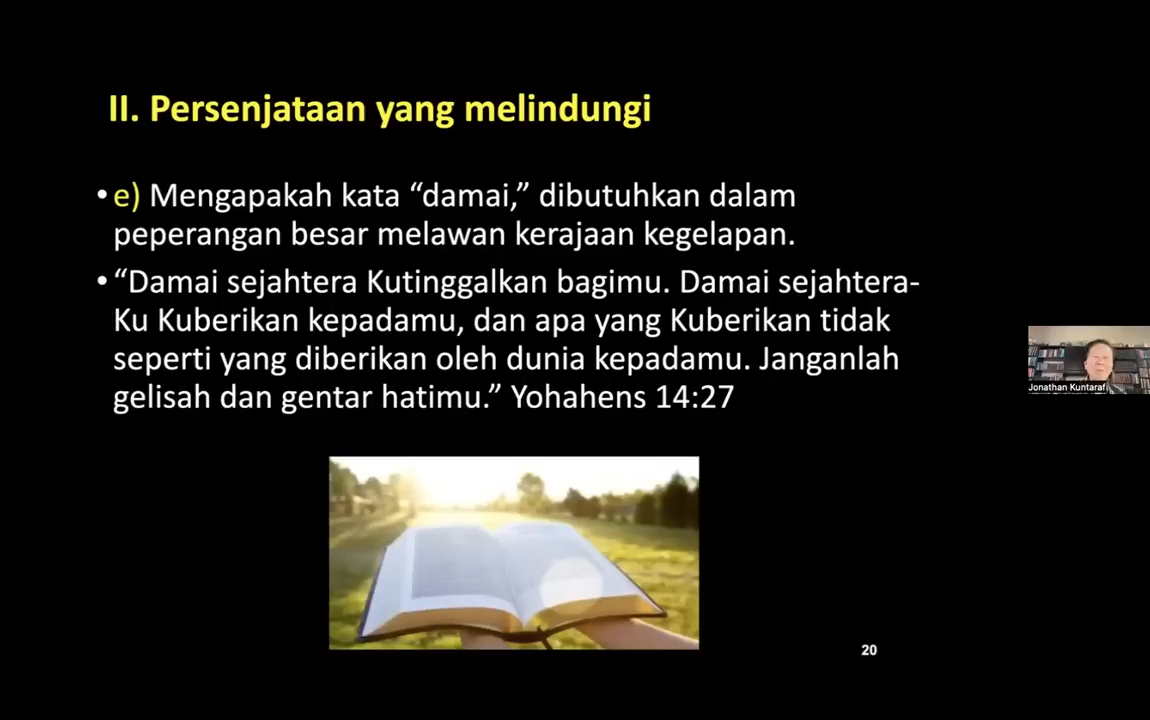 II. Persenjataan yang melindungi
• e) Mengapakah kata “damai,” dibutuhkan dalam
peperangan besar melawan kerajaan kegelapan.
• “Damai sejahtera Kutinggalkan bagimu. Damai sejahtera-
Ku Kuberikan kepadamu, dan apa yang Kuberikan tidak
seperti yang diberikan oleh dunia kepadamu. Janganlah
gelisah dan gentar hatimu.” Yohahens 14:27
Jonathan Kuntaraf
20